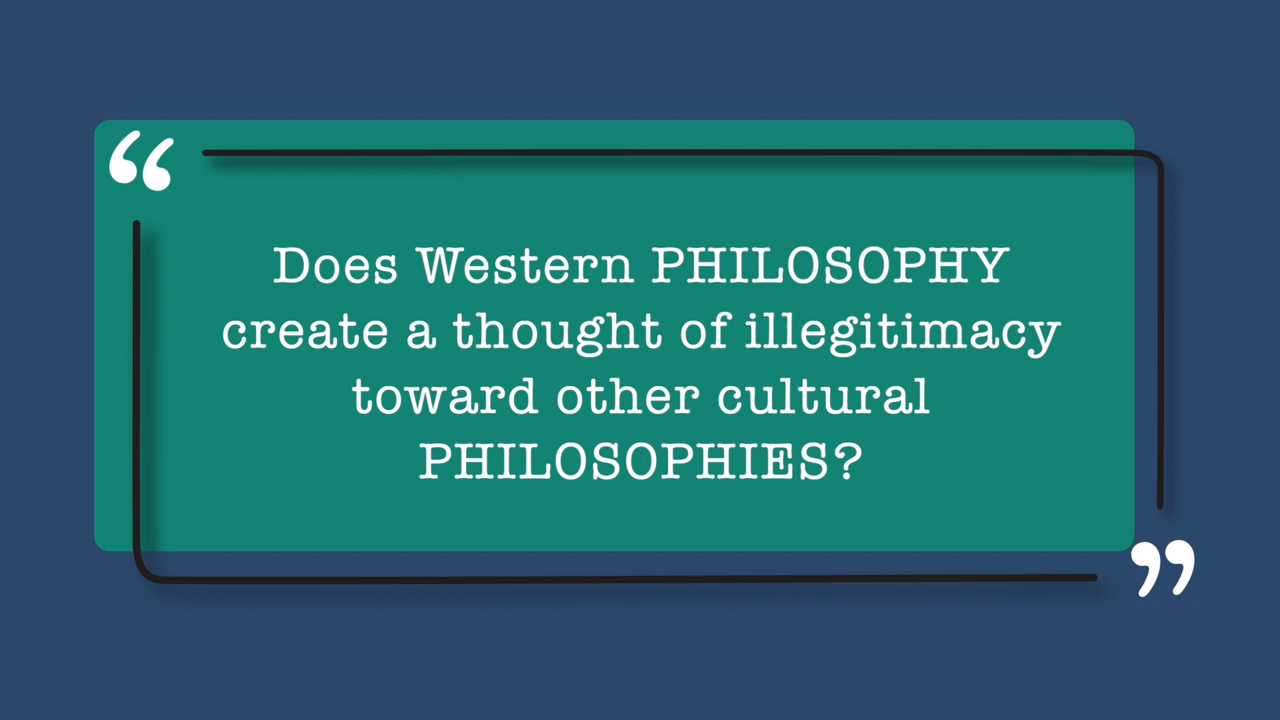 “
Does Western PHILOSOPHY
create a thought of illegitimacy
toward other cultural
PHILOSOPHIES?
”